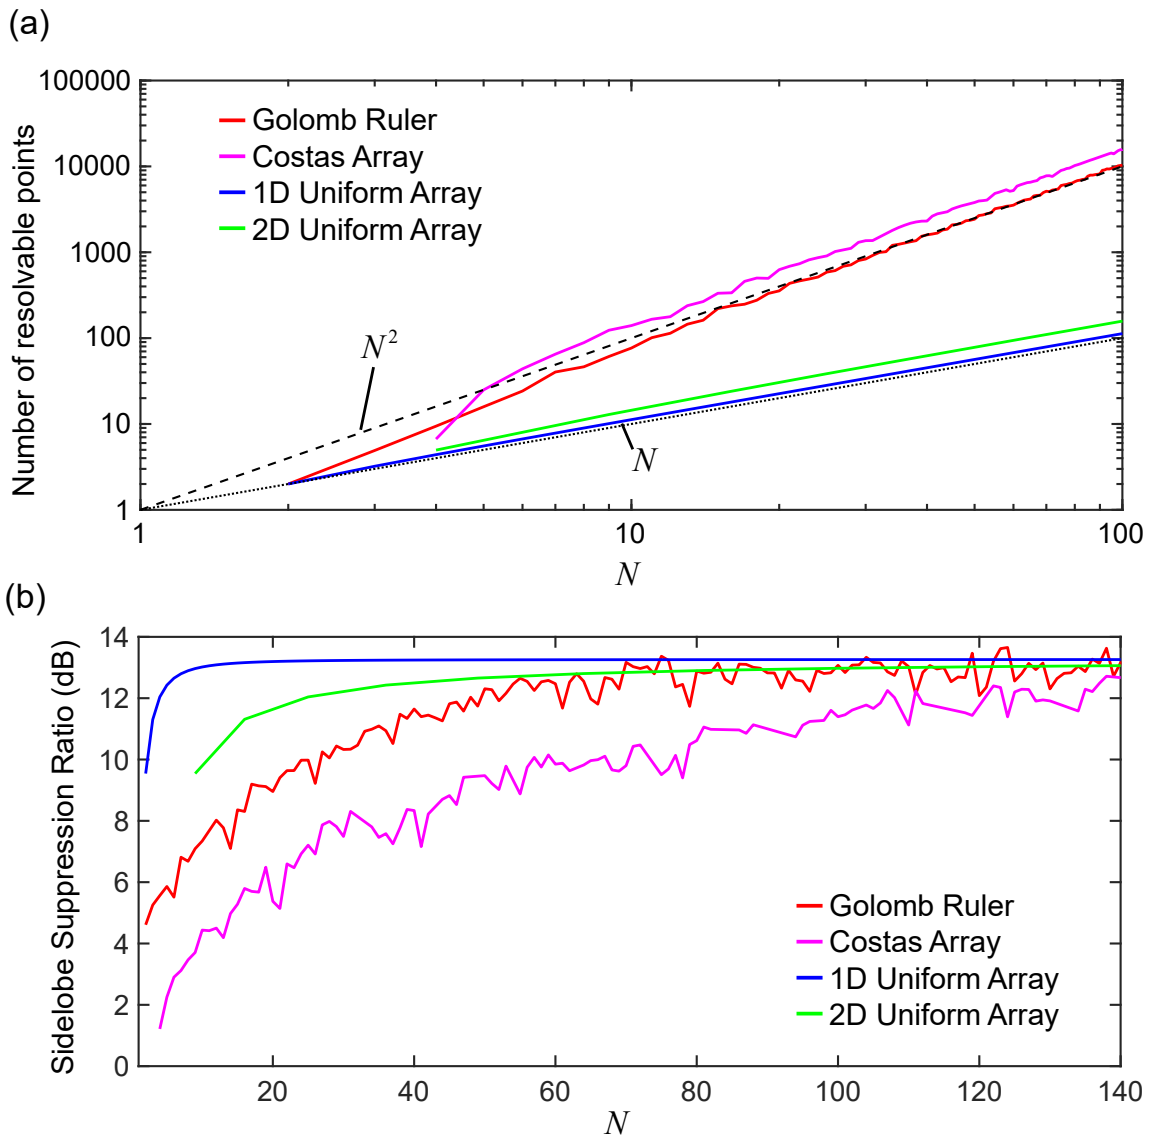 (a)
Number of resolvable points
100000
10000
1000
100
10
1
Golomb Ruler
Costas Array
1D Uniform Array
2D Uniform Array
N²
N
1 10 100
N
(b)
Sidelobe Suppression Ratio (dB)
14
12
10
8
6
4
2
0
Golomb Ruler
Costas Array
1D Uniform Array
2D Uniform Array
20 40 60 80 100 120 140
N